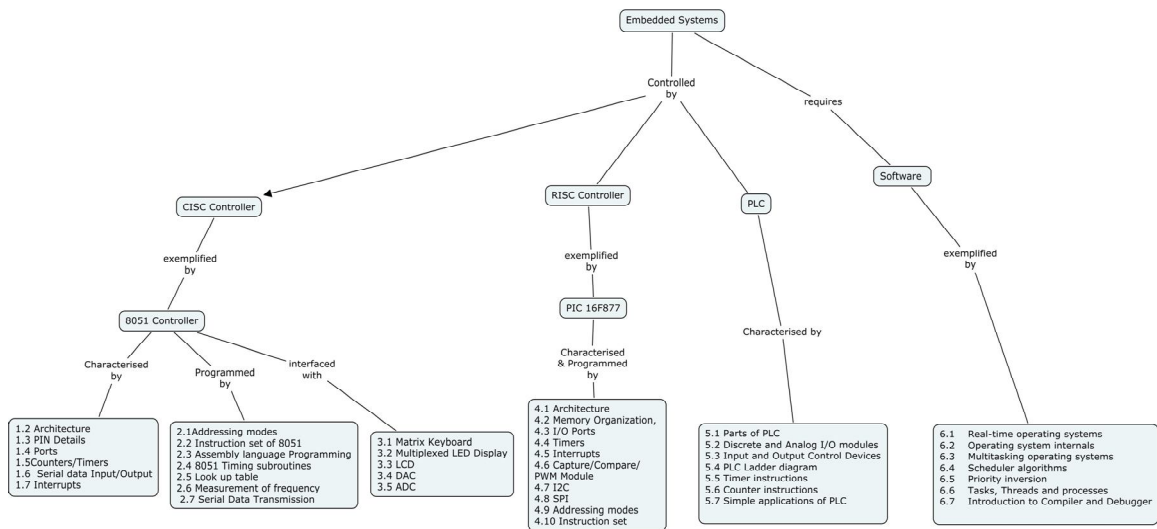 Embedded Systems
Controlled
by
requires
CISC Controller
RISC Controller
PLC
Software
exemplified
by
exemplified
by
exemplified
by
8051 Controller
PIC 16F877
Characterised by
Characterised
by
Programmed
by
interfaced
with
Characterised
& Programmed
by
1.2 Architecture
1.3 PIN Details
1.4 Ports
1.5Counters/Timers
1.6 Serial data Input/Output
1.7 Interrupts
2.1Addressing modes
2.2 Instruction set of 8051
2.3 Assembly language Programming
2.4 8051 Timing subroutines
2.5 Look up table
2.6 Measurement of frequency
2.7 Serial Data Transmission
3.1 Matrix Keyboard
3.2 Multiplexed LED Display
3.3 LCD
3.4 DAC
3.5 ADC
4.1 Architecture
4.2 Memory Organization,
4.3 I/O Ports
4.4 Timers
4.5 Interrupts
4.6 Capture/Compare/
PWM Module
4.7 I2C
4.8 SPI
4.9 Addressing modes
4.10 Instruction set
5.1 Parts of PLC
5.2 Discrete and Analog I/O modules
5.3 Input and Output Control Devices
5.4 PLC Ladder diagram
5.5 Timer instructions
5.6 Counter instructions
5.7 Simple applications of PLC
6.1 Real-time operating systems
6.2 Operating system internals
6.3 Multitasking operating systems
6.4 Scheduler algorithms
6.5 Priority inversion
6.6 Tasks, Threads and processes
6.7 Introduction to Compiler and Debugger